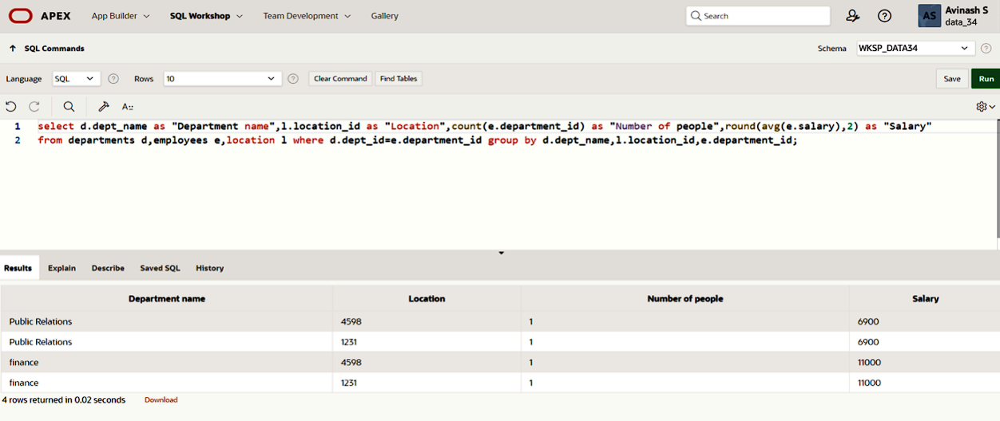 APEX App Builder SQL Workshop Team Development Gallery Search AS Avinash S
data_34
SQL Commands Schema WKSP_DATA34
Language SQL Rows 10 Clear Command Find Tables Save Run
A::
1 select d.dept_name as "Department name",l.location_id as "Location",count(e.department_id) as "Number of people",round(avg(e.salary),2) as "Salary"
2 from departments d,employees e,location l where d.dept_id=e.department_id group by d.dept_name,l.location_id,e.department_id;
Results Explain Describe Saved SQL History
Department name Location Number of people Salary
Public Relations 4598 1 6900
Public Relations 1231 1 6900
finance 4598 1 11000
finance 1231 1 11000
4 rows returned in 0.02 seconds Download